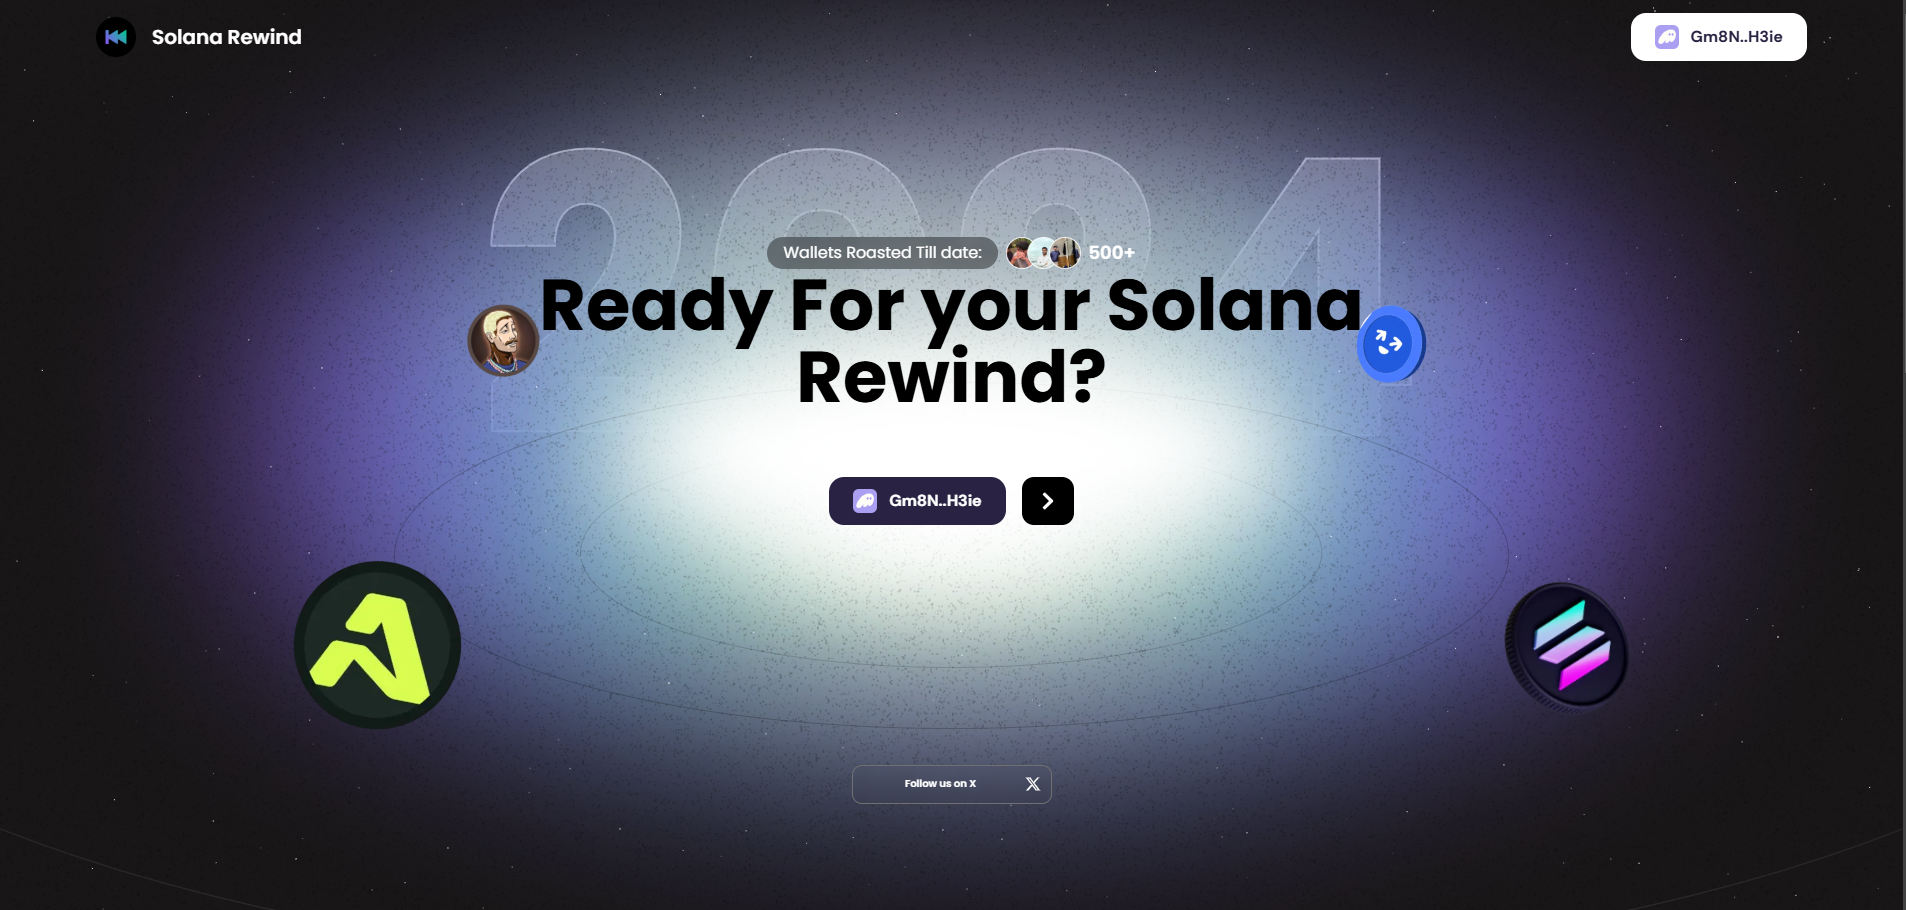 Solana Rewind
Gm8N..H3ie
2024
Wallets Roasted Till date:
500+
Ready For your Solana
Rewind?
Gm8N..H3ie
Follow us on X